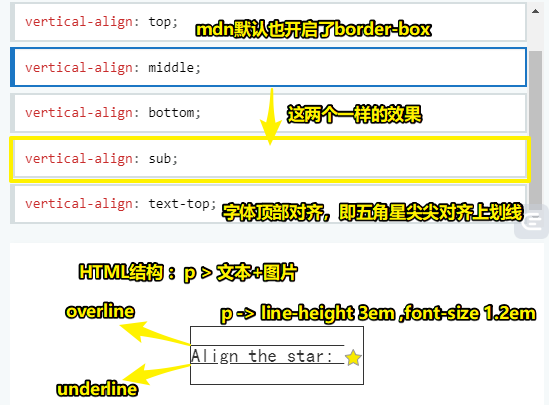 vertical-align: top;
mdn默认也开启了border-box
vertical-align: middle;
vertical-align: bottom;
这两个一样的效果
vertical-align: sub;
vertical-align: text-top;
字体顶部对齐，即五角星尖尖对齐上划线
HTML结构 ：p > 文本+图片
overline
p -> line-height 3em ,font-size 1.2em
Align the star:
underline